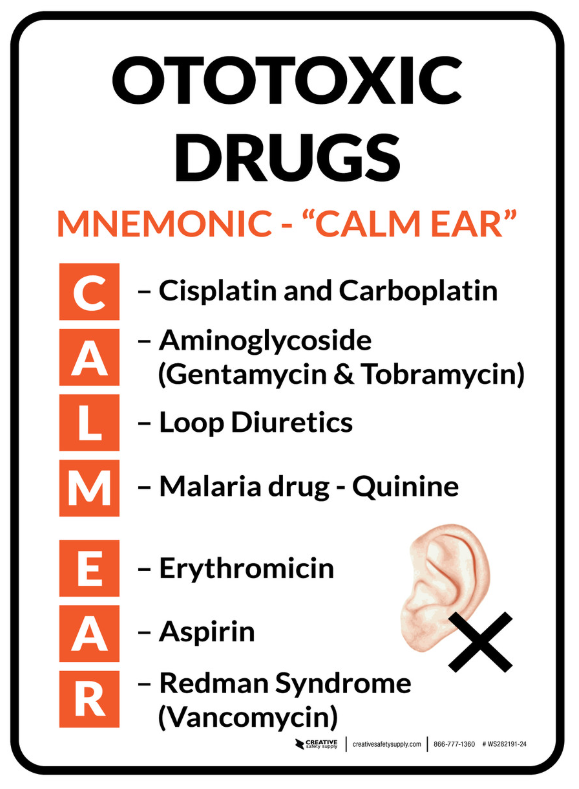 OTOTOXIC
DRUGS
MNEMONIC - “CALM EAR”
C – Cisplatin and Carboplatin
A – Aminoglycoside
(Gentamycin & Tobramycin)
L – Loop Diuretics
M – Malaria drug - Quinine
E – Erythromicin
A – Aspirin
R – Redman Syndrome
(Vancomycin)
CREATIVE
safety supply
creativesafetysupply.com | 866-777-1360 # WS282191-24